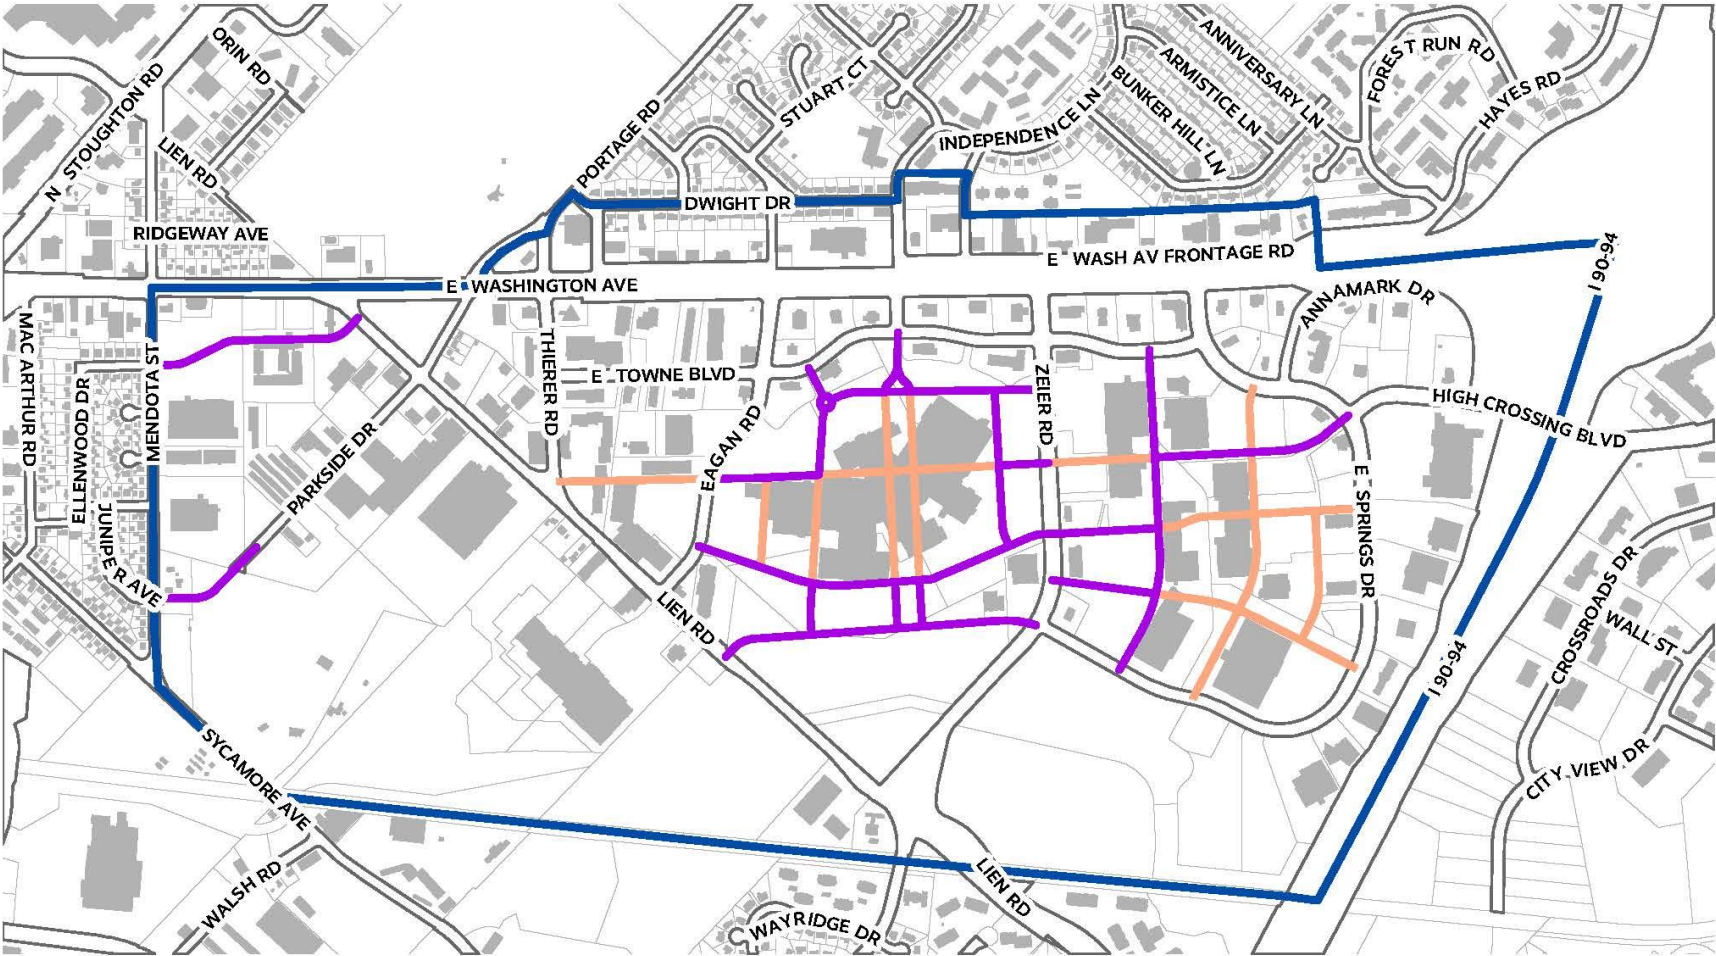 ORIN RD
N STOUGHTON RD
LIEN RD
RIDGEWAY AVE
PORTAGE RD
STUART CT
DWIGHT DR
INDEPENDENCE LN
BUNKER HILL LN
ARMISTICE LN
ANNIVERSARY LN
FOREST RUN RD
HAYES RD
E WASH AV FRONTAGE RD
I 90-94
E WASHINGTON AVE
ANNAMARK DR
MAC ARTHUR RD
ELLENWOOD DR
MENDOTA ST
JUNIPER AVE
PARKSIDE DR
THIERER RD
E TOWNE BLVD
EAGAN RD
ZEIER RD
HIGH CROSSING BLVD
E SPRINGS DR
LIEN RD
CROSSROADS DR
WALL ST
I 90-94
CITY VIEW DR
SYCAMORE AVE
WALSH RD
WAYRIDGE DR
LIEN RD